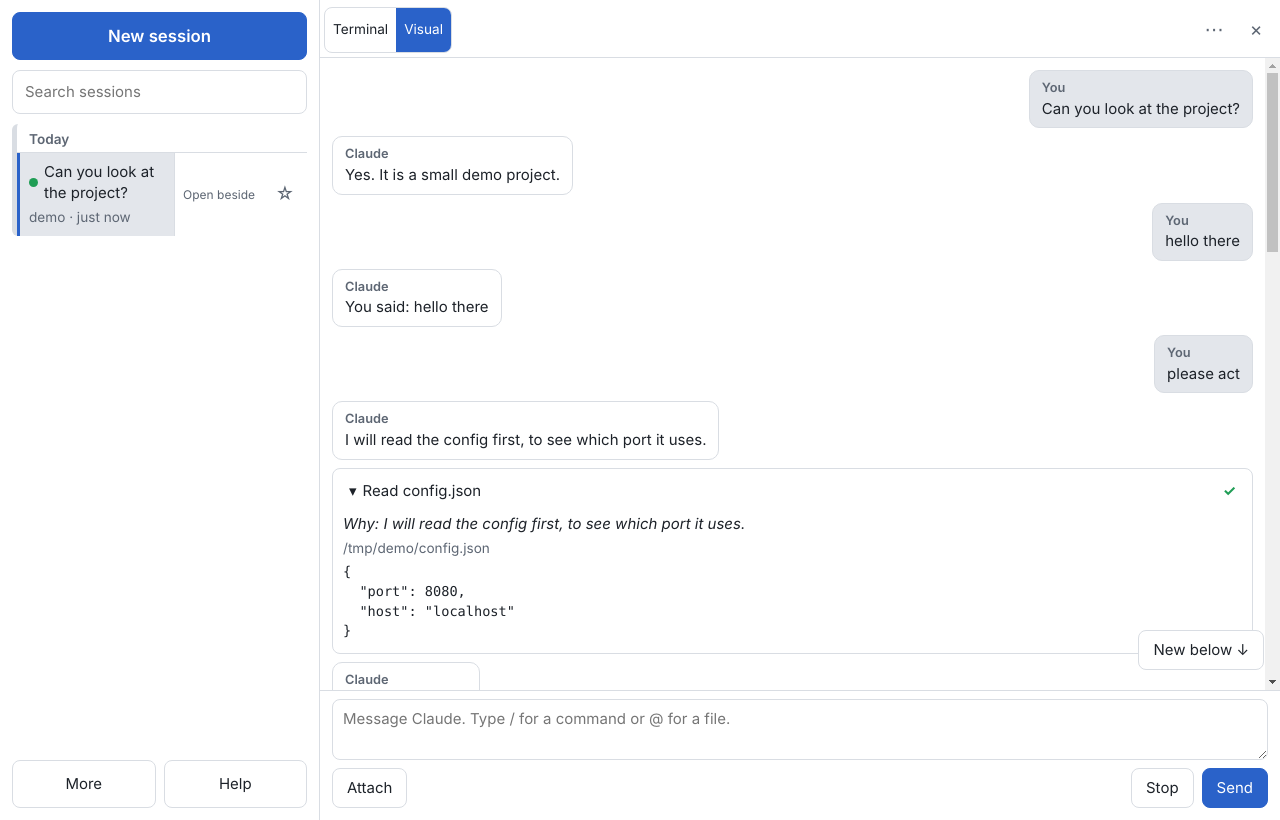 New session
Search sessions
Today
Can you look at
the project?
demo · just now
Open beside
☆
More
Help
Terminal
Visual
⋯
×
You
Can you look at the project?
Claude
Yes. It is a small demo project.
You
hello there
Claude
You said: hello there
You
please act
Claude
I will read the config first, to see which port it uses.
▾ Read config.json ✓
Why: I will read the config first, to see which port it uses.
/tmp/demo/config.json
{
  "port": 8080,
  "host": "localhost"
}
New below ↓
Claude
Message Claude. Type / for a command or @ for a file.
Attach
Stop
Send